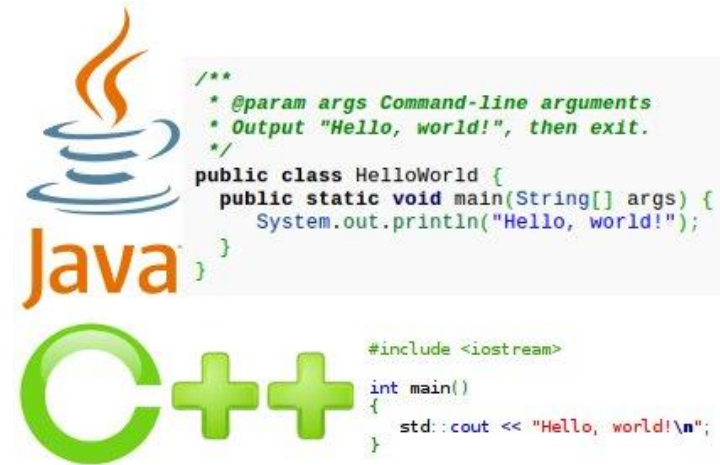 /**
 * @param args Command-line arguments
 * Output "Hello, world!", then exit.
 */
public class HelloWorld {
  public static void main(String[] args) {
     System.out.println("Hello, world!");
  }
}
Java
C++
#include <iostream>
int main()
{
   std::cout << "Hello, world!\n";
}